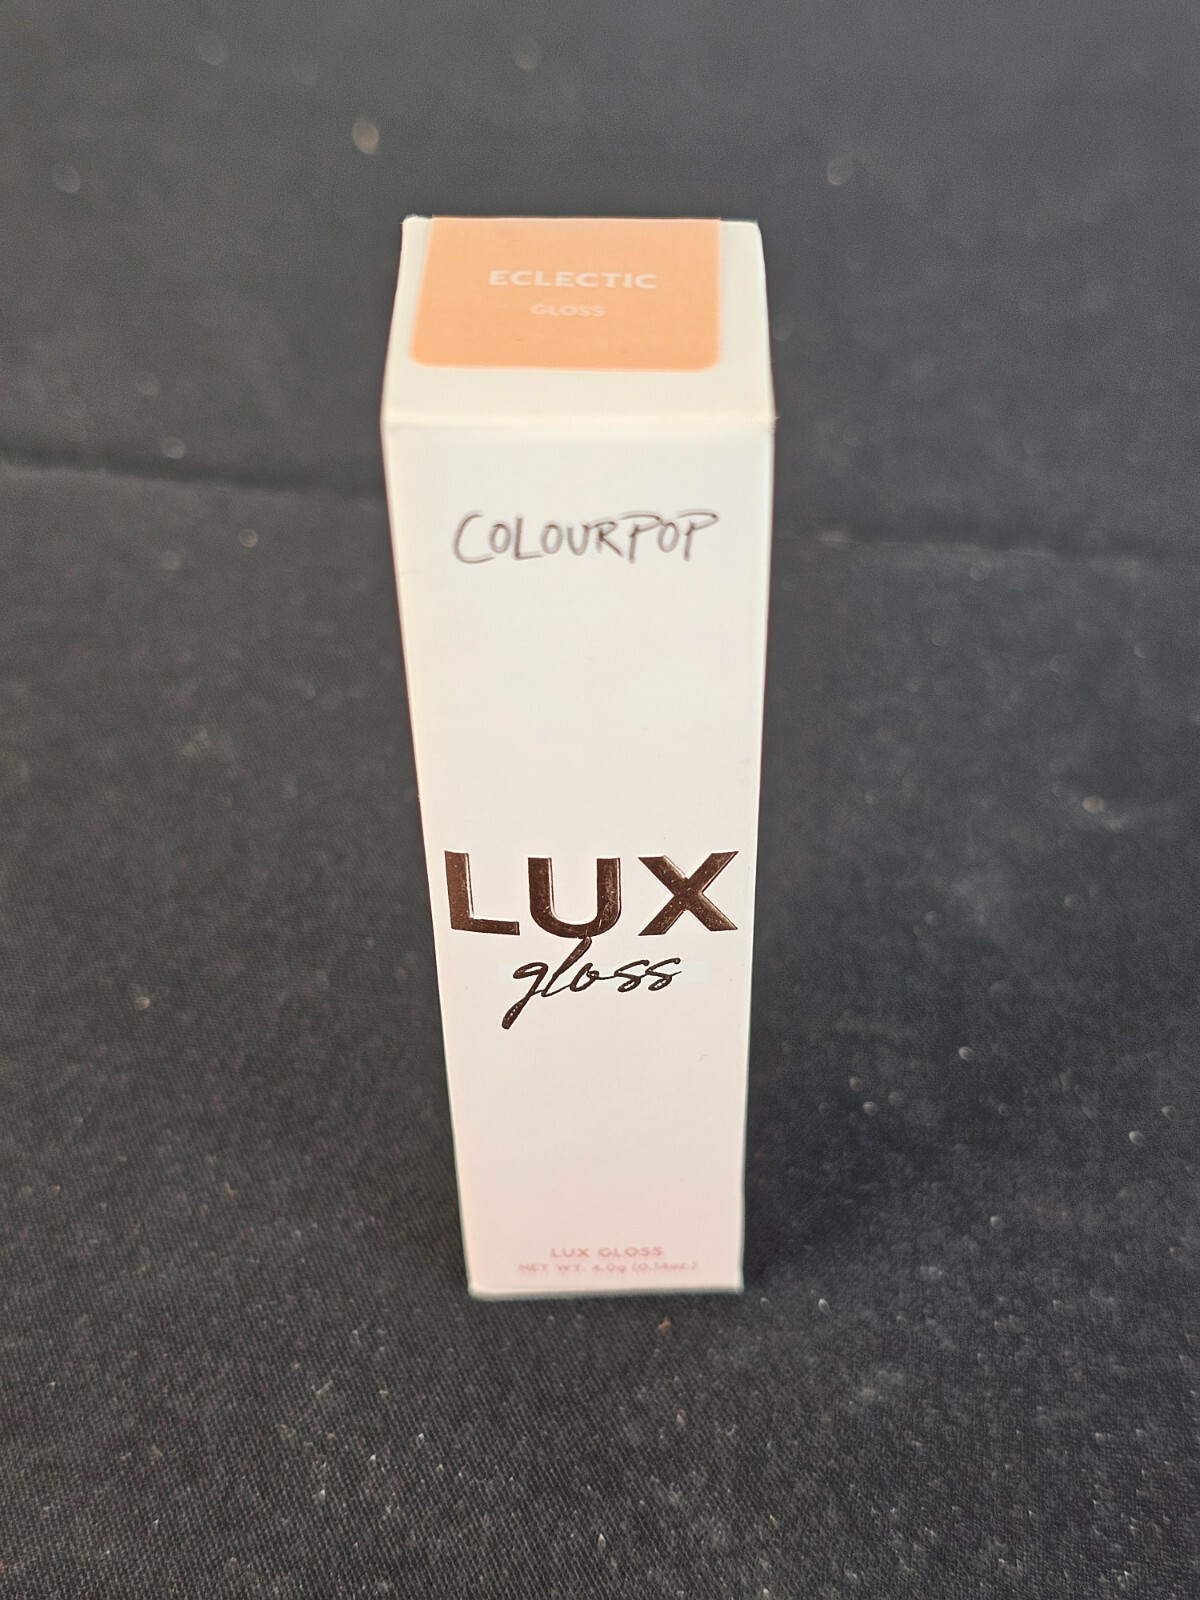 ECLECTIC
GLOSS
COLOURPOP
LUX
gloss
LUX GLOSS
NET WT. 4.0g (0.14oz.)